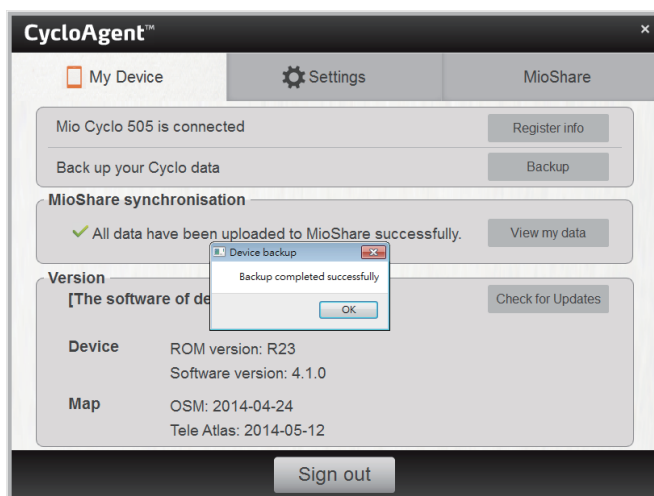 CycloAgent™
×
My Device
Settings
MioShare
Mio Cyclo 505 is connected
Register info
Back up your Cyclo data
Backup
MioShare synchronisation
All data have been uploaded to MioShare successfully.
View my data
Device backup
Backup completed successfully
OK
Version
[The software of de
Check for Updates
Device
ROM version: R23
Software version: 4.1.0
Map
OSM: 2014-04-24
Tele Atlas: 2014-05-12
Sign out